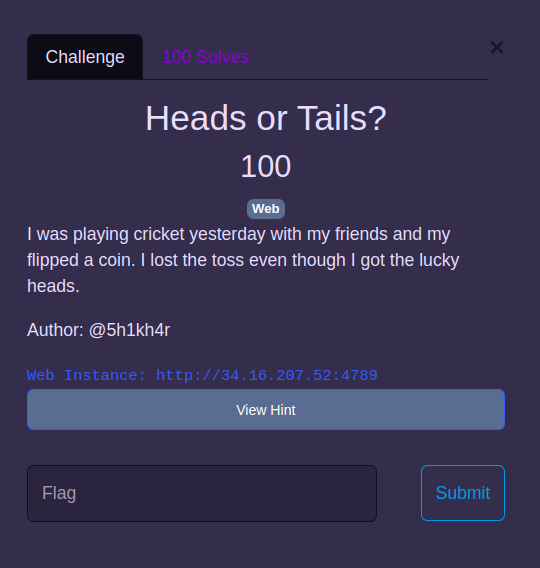 Challenge
100 Solves
×
Heads or Tails?
100
Web
I was playing cricket yesterday with my friends and my
flipped a coin. I lost the toss even though I got the lucky
heads.
Author: @5h1kh4r
Web Instance: http://34.16.207.52:4789
View Hint
Flag
Submit